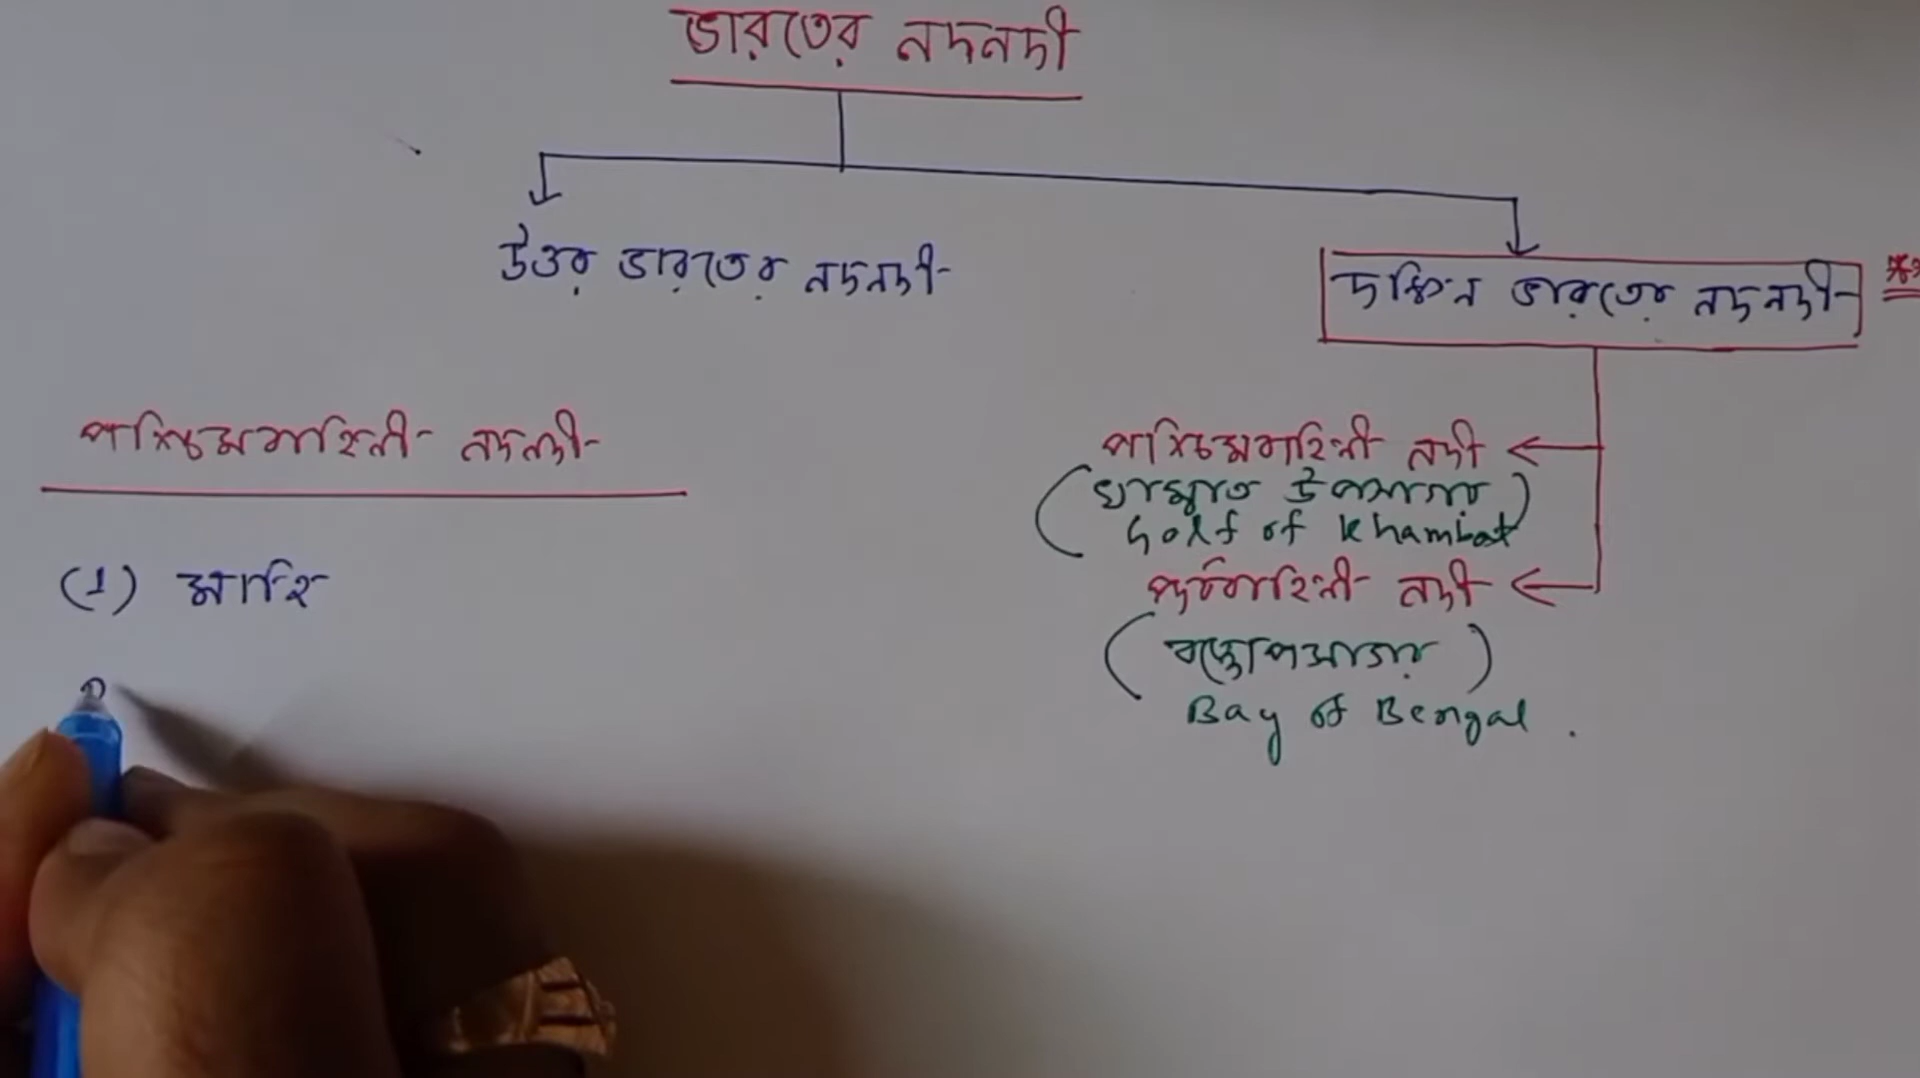 ভারতের নদনদী
উত্তর ভারতের নদনদী
দক্ষিন ভারতের নদনদী
পশ্চিমবাহিনী নদী
(খাম্বাত উপসাগর)
Golf of Khambat
পূর্ববাহিনী নদী
(বঙ্গোপসাগর)
Bay of Bengal .
পশ্চিমবাহিনী নদনদী
(1) মাহি